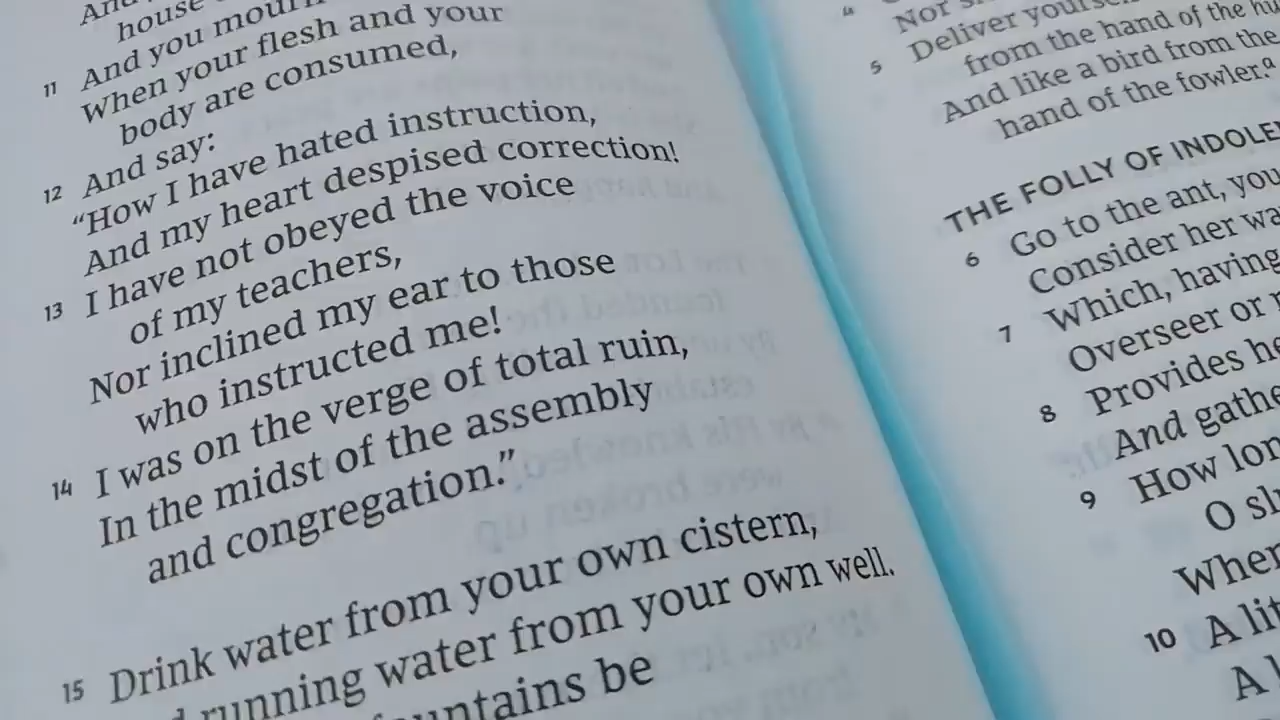 And
house
11 And you mourn
When your flesh and your
body are consumed,
12 And say:
“How I have hated instruction,
And my heart despised correction!
13 I have not obeyed the voice
of my teachers,
Nor inclined my ear to those
who instructed me!
14 I was on the verge of total ruin,
In the midst of the assembly
and congregation.”
15 Drink water from your own cistern,
running water from your own well.
be
Nor
Deliver
5 from the hand of the
And like a bird from the
hand of the fowler.a
THE FOLLY OF
6 Go to the ant, you
Consider her
7 Which, having
Overseer or
8 Provides
And
9 How
O
10 A
A